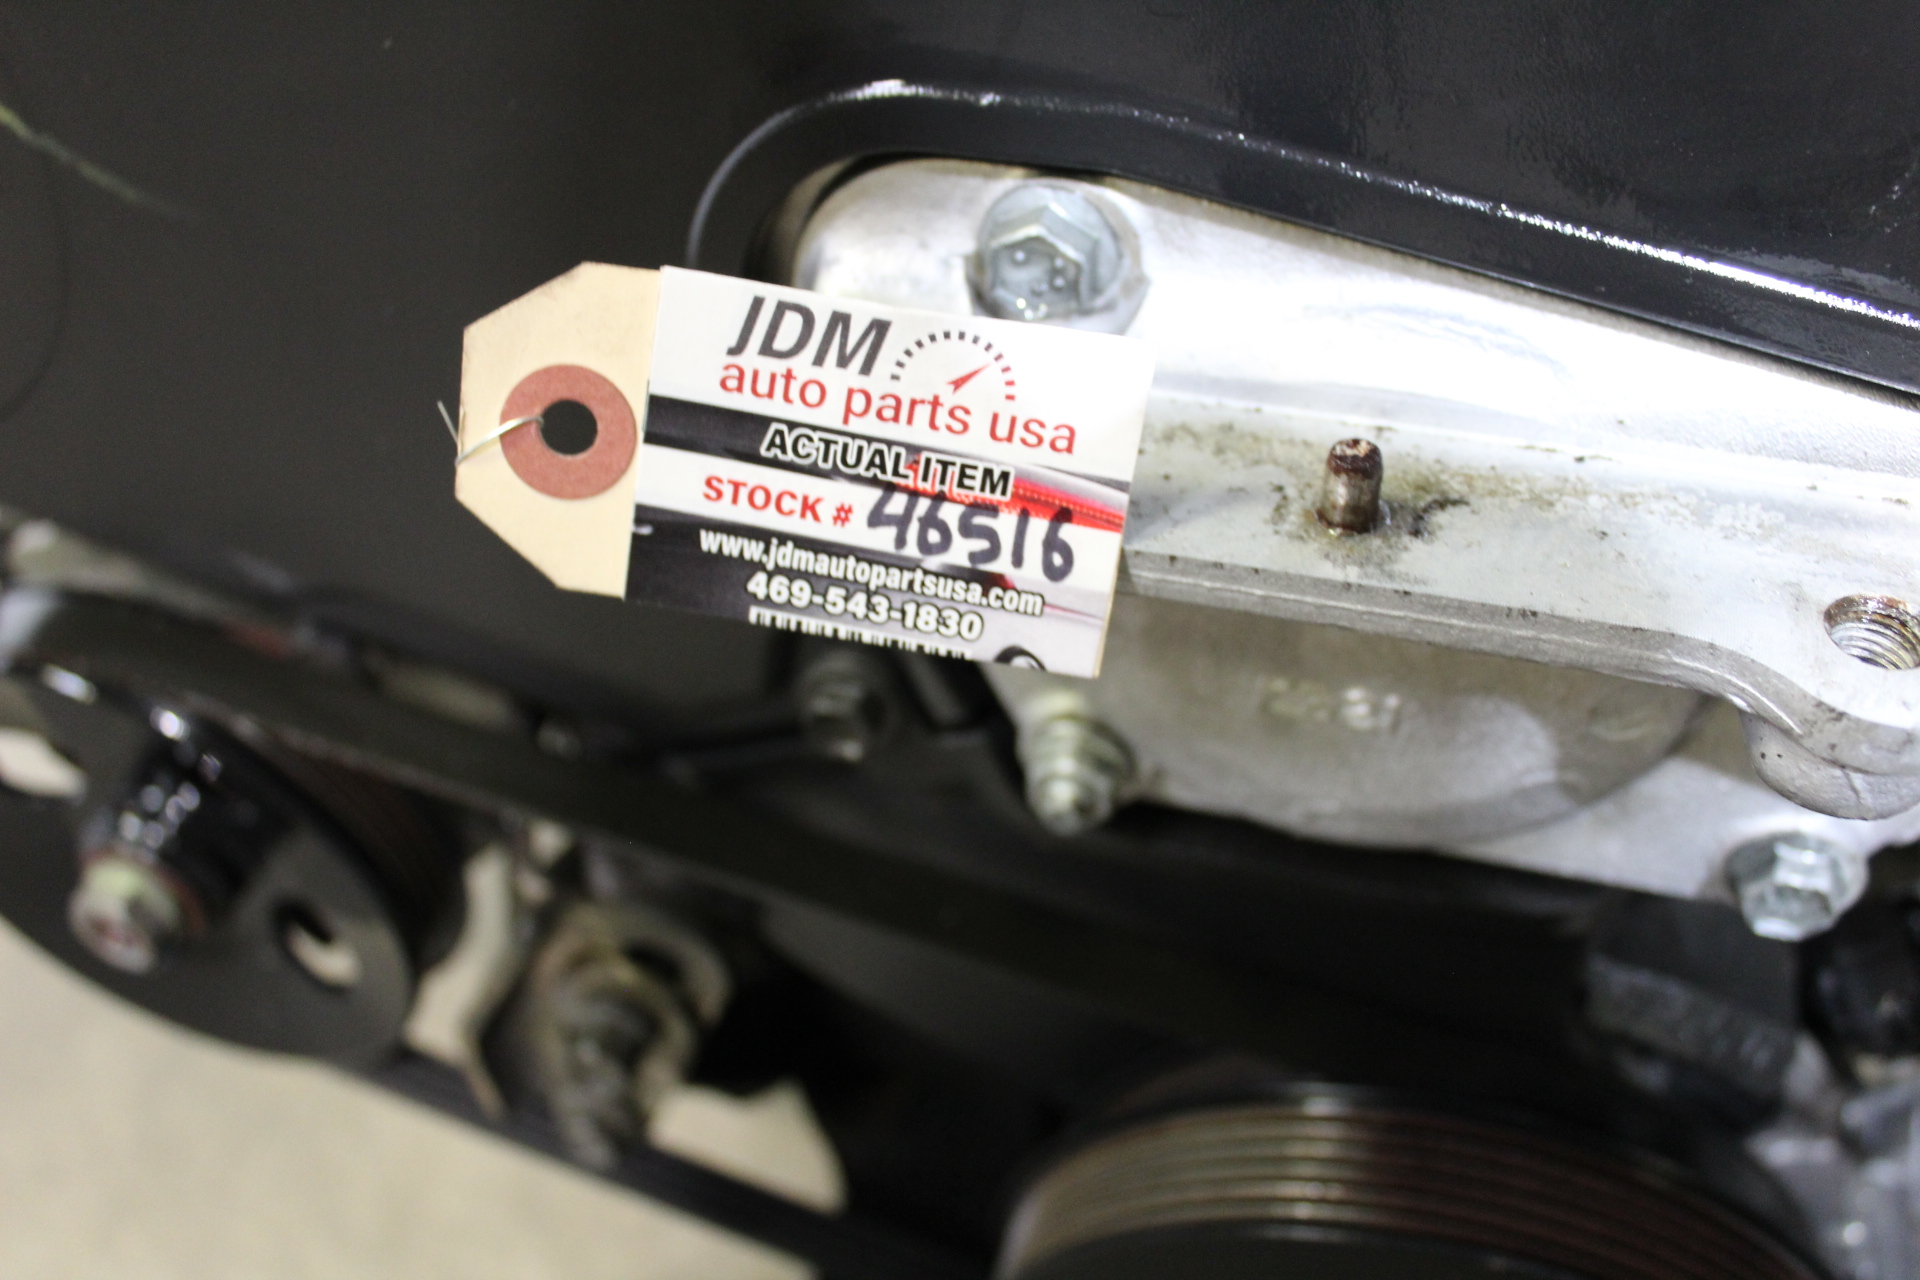 JDM
auto parts usa
ACTUAL ITEM
STOCK # 46516
www.jdmautopartsusa.com
469-543-1830